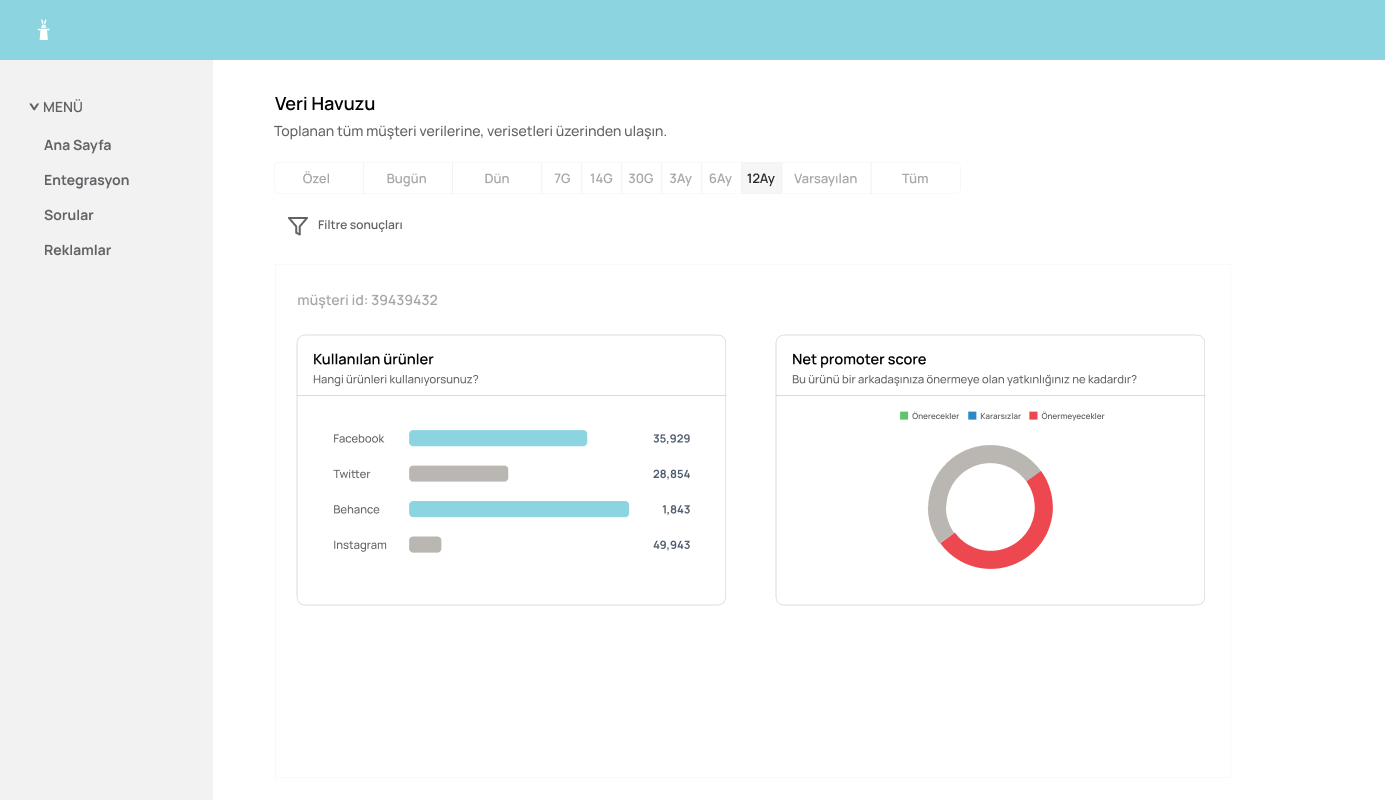 MENÜ
Ana Sayfa
Entegrasyon
Sorular
Reklamlar
Veri Havuzu
Toplanan tüm müşteri verilerine, verisetleri üzerinden ulaşın.
Özel Bugün Dün 7G 14G 30G 3Ay 6Ay 12Ay Varsayılan Tüm
Filtre sonuçları
müşteri id: 39439432
Kullanılan ürünler
Hangi ürünleri kullanıyorsunuz?
Facebook 35,929
Twitter 28,854
Behance 1,843
Instagram 49,943
Net promoter score
Bu ürünü bir arkadaşınıza önermeye olan yatkınlığınız ne kadardır?
Önerecekler Kararsızlar Önermeyecekler